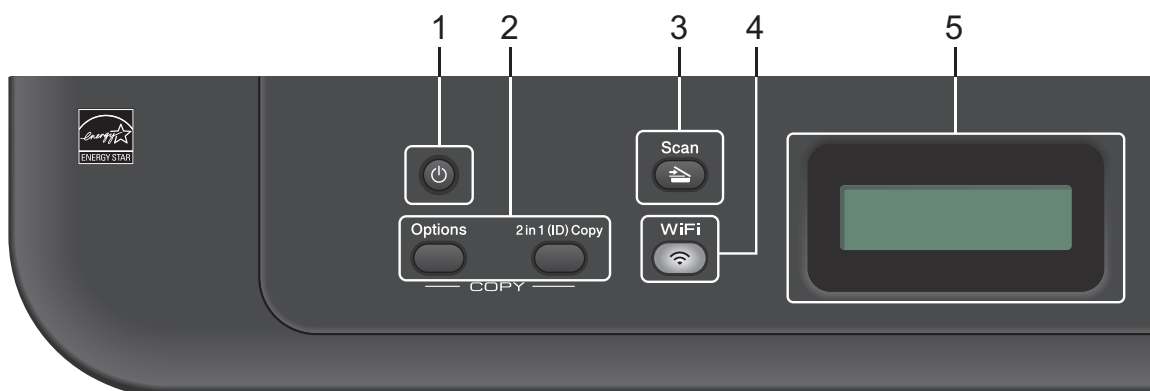 1 2 3 4 5
energy
ENERGY STAR
Scan
Options 2 in 1 (ID) Copy WiFi
COPY